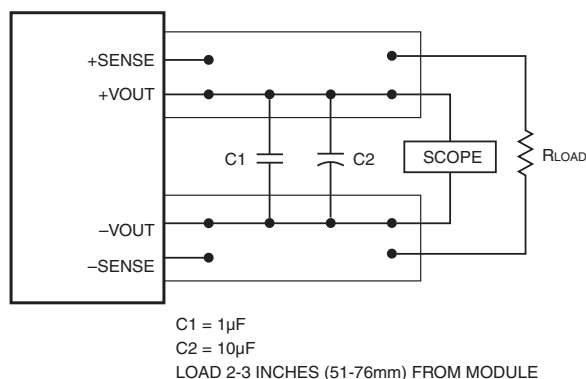 +SENSE
+VOUT
C1
C2
SCOPE
RLOAD
–VOUT
–SENSE
C1 = 1µF
C2 = 10µF
LOAD 2-3 INCHES (51-76mm) FROM MODULE